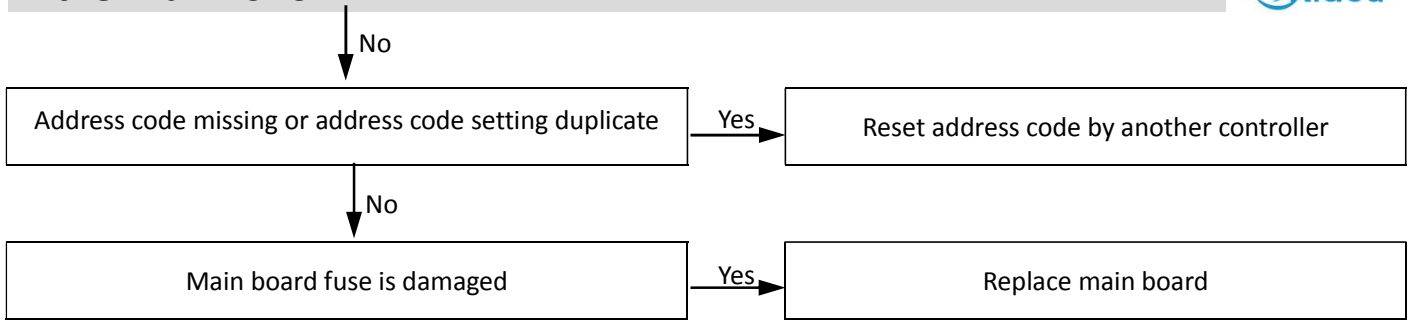 No
Address code missing or address code setting duplicate
Yes
Reset address code by another controller
No
Main board fuse is damaged
Yes
Replace main board